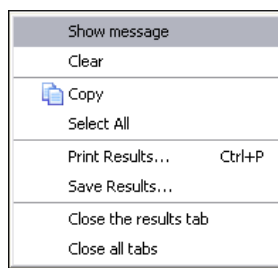 Show message
Clear
Copy
Select All
Print Results... Ctrl+P
Save Results...
Close the results tab
Close all tabs